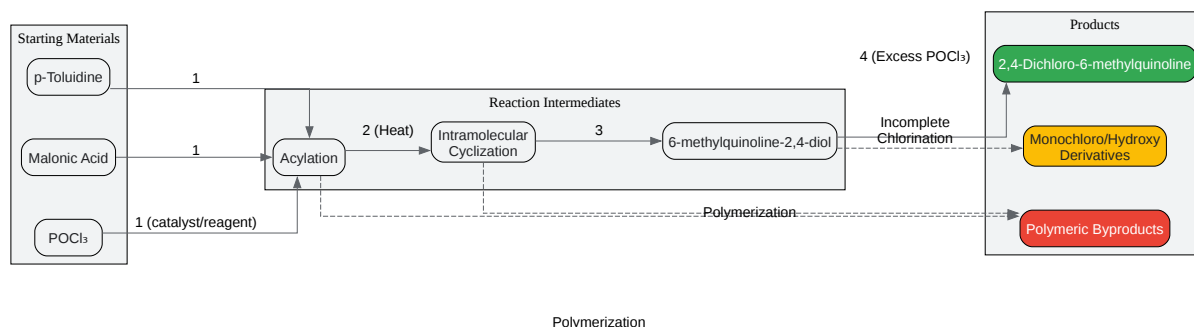 Starting Materials
p-Toluidine
Malonic Acid
POCl₃
1
1
1 (catalyst/reagent)
Reaction Intermediates
Acylation
2 (Heat)
Intramolecular
Cyclization
3
6-methylquinoline-2,4-diol
4 (Excess POCl₃)
Incomplete
Chlorination
Polymerization
Products
2,4-Dichloro-6-methylquinoline
Monochloro/Hydroxy
Derivatives
Polymeric Byproducts
Polymerization